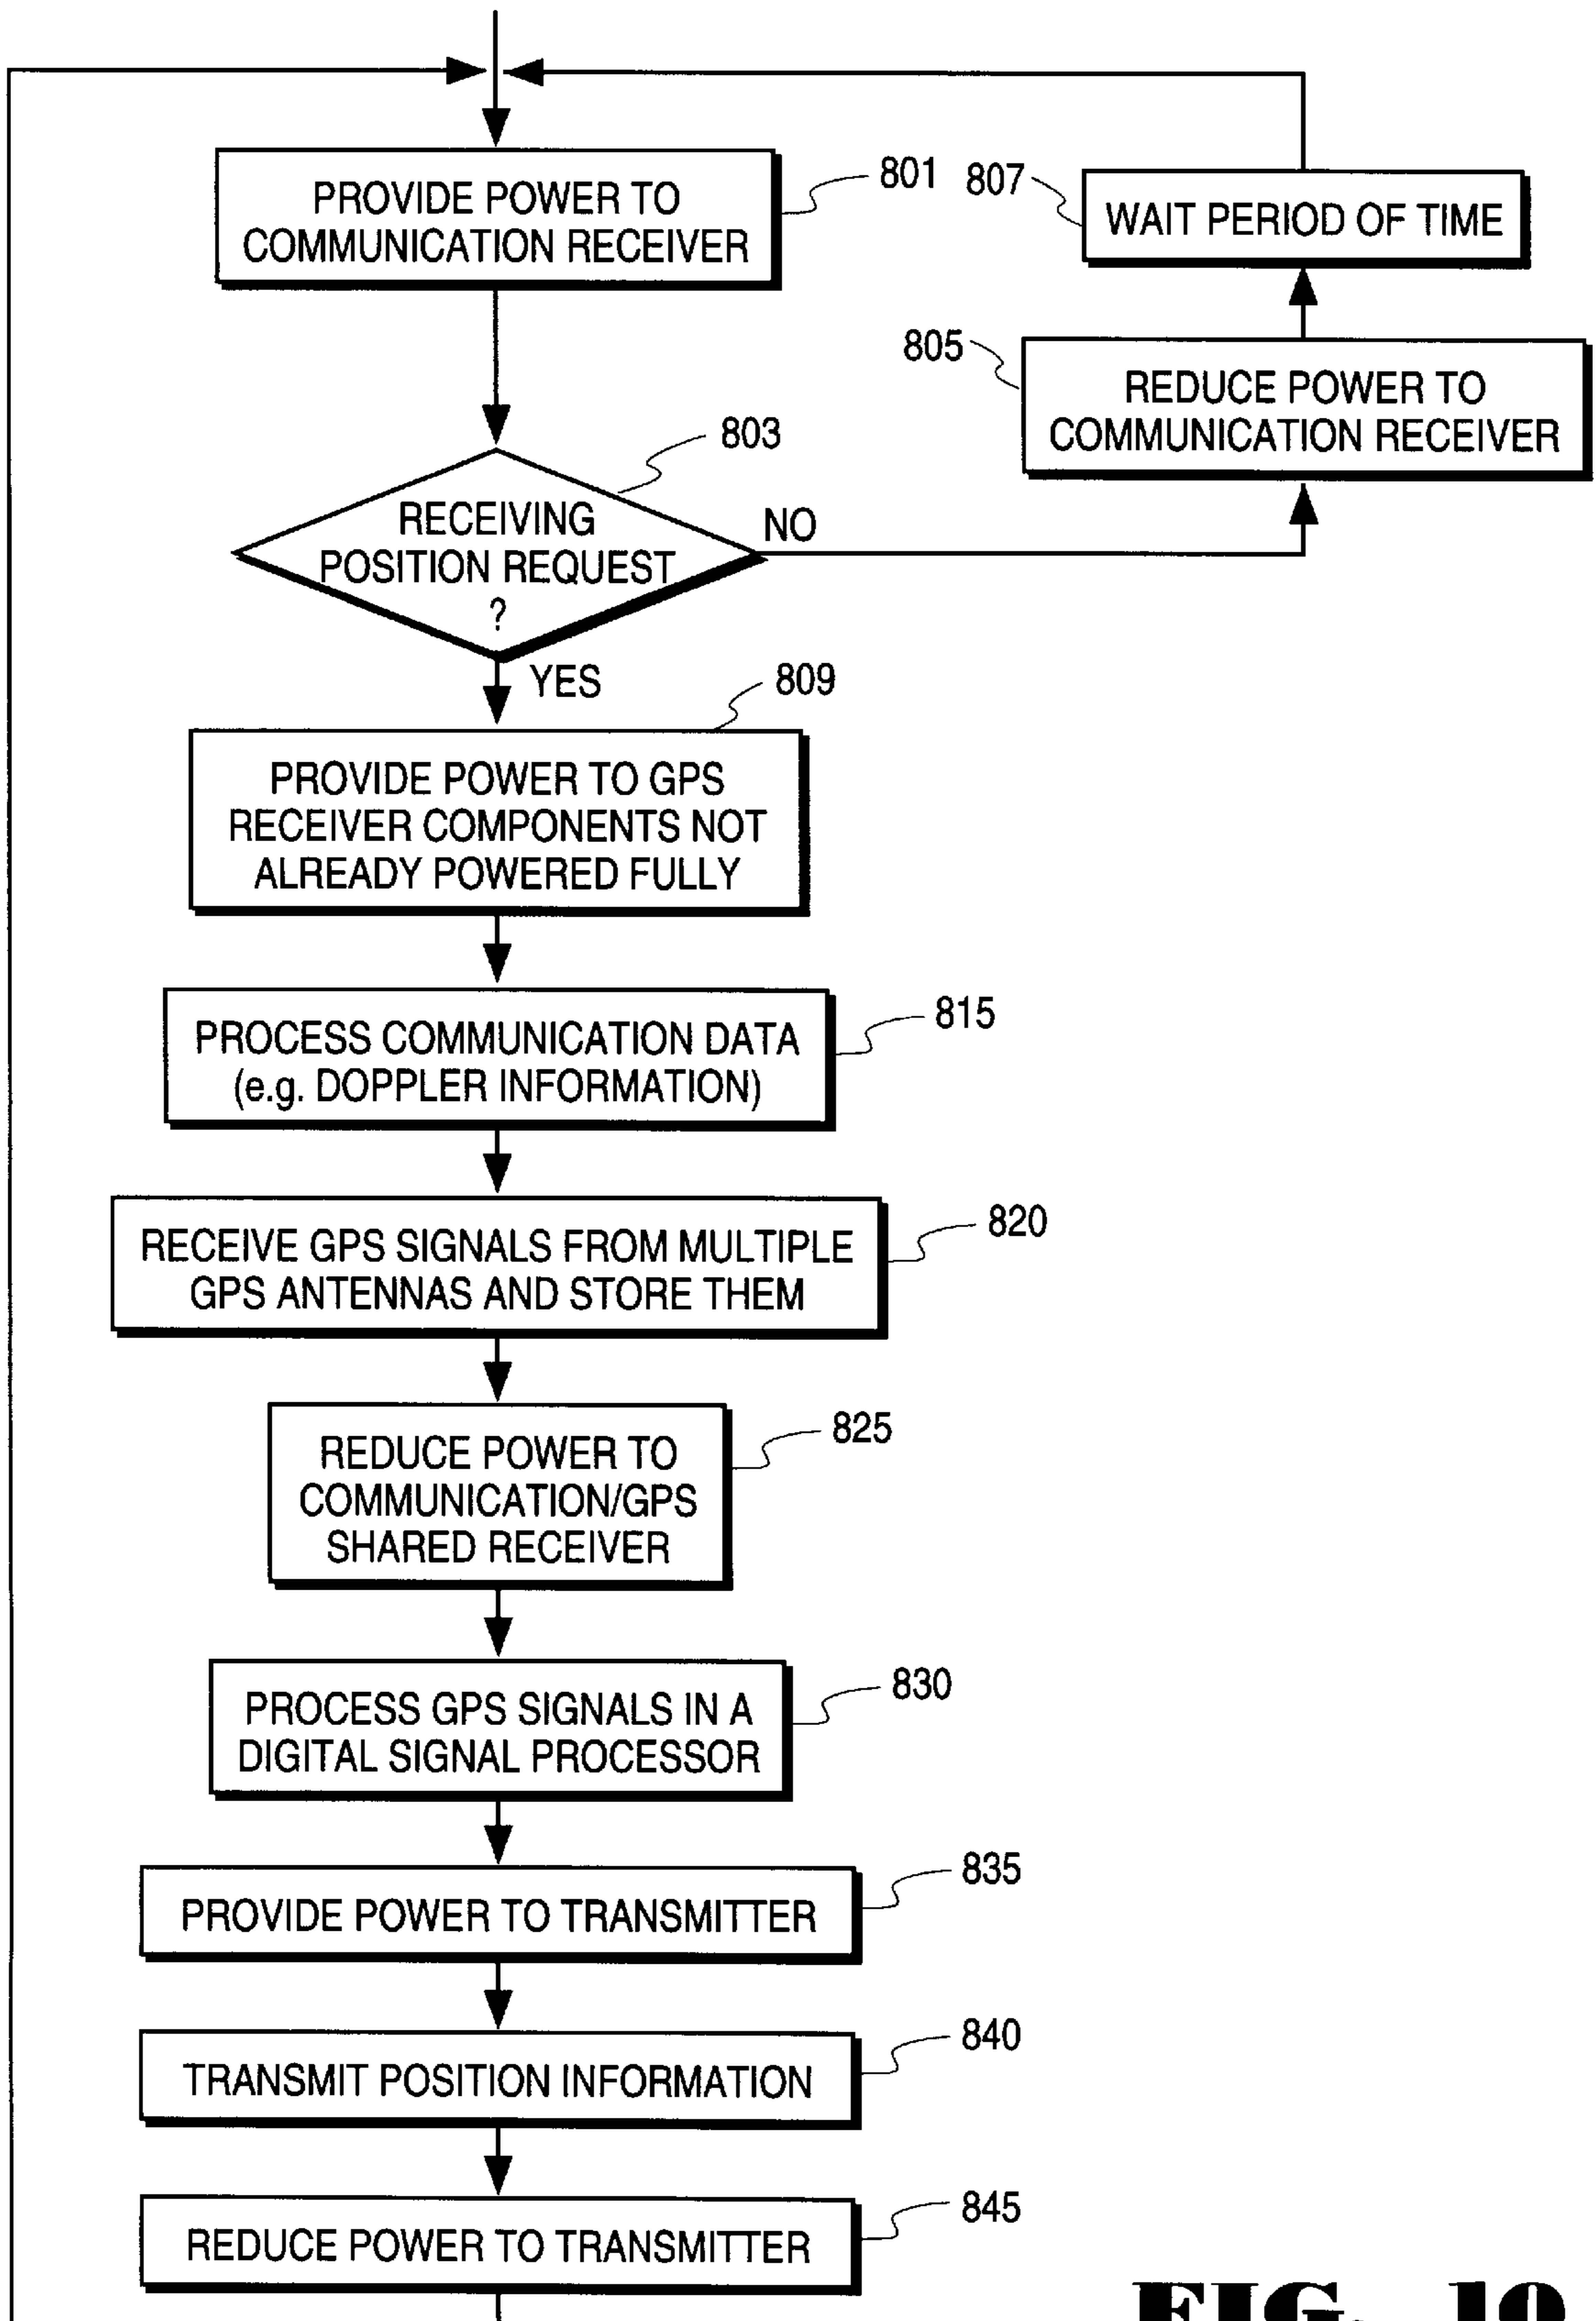 PROVIDE POWER TO
COMMUNICATION RECEIVER
801
807
WAIT PERIOD OF TIME
805
REDUCE POWER TO
COMMUNICATION RECEIVER
803
RECEIVING
POSITION REQUEST
?
NO
YES
809
PROVIDE POWER TO GPS
RECEIVER COMPONENTS NOT
ALREADY POWERED FULLY
815
PROCESS COMMUNICATION DATA
(e.g. DOPPLER INFORMATION)
820
RECEIVE GPS SIGNALS FROM MULTIPLE
GPS ANTENNAS AND STORE THEM
825
REDUCE POWER TO
COMMUNICATION/GPS
SHARED RECEIVER
830
PROCESS GPS SIGNALS IN A
DIGITAL SIGNAL PROCESSOR
835
PROVIDE POWER TO TRANSMITTER
840
TRANSMIT POSITION INFORMATION
845
REDUCE POWER TO TRANSMITTER
FIG. 10